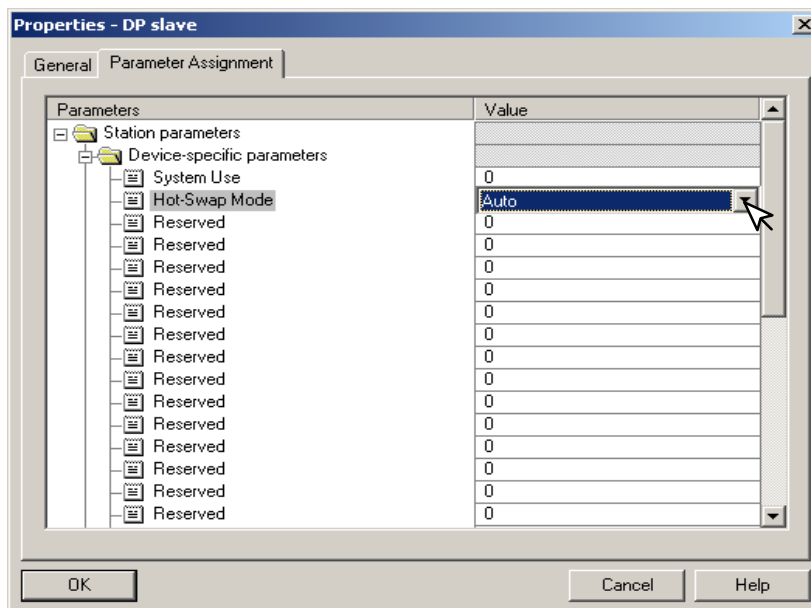 Properties - DP slave
General Parameter Assignment
Parameters Value
Station parameters
Device-specific parameters
System Use 0
Hot-Swap Mode Auto
Reserved 0
Reserved 0
Reserved 0
Reserved 0
Reserved 0
Reserved 0
Reserved 0
Reserved 0
Reserved 0
Reserved 0
Reserved 0
Reserved 0
Reserved 0
Reserved 0
OK Cancel Help